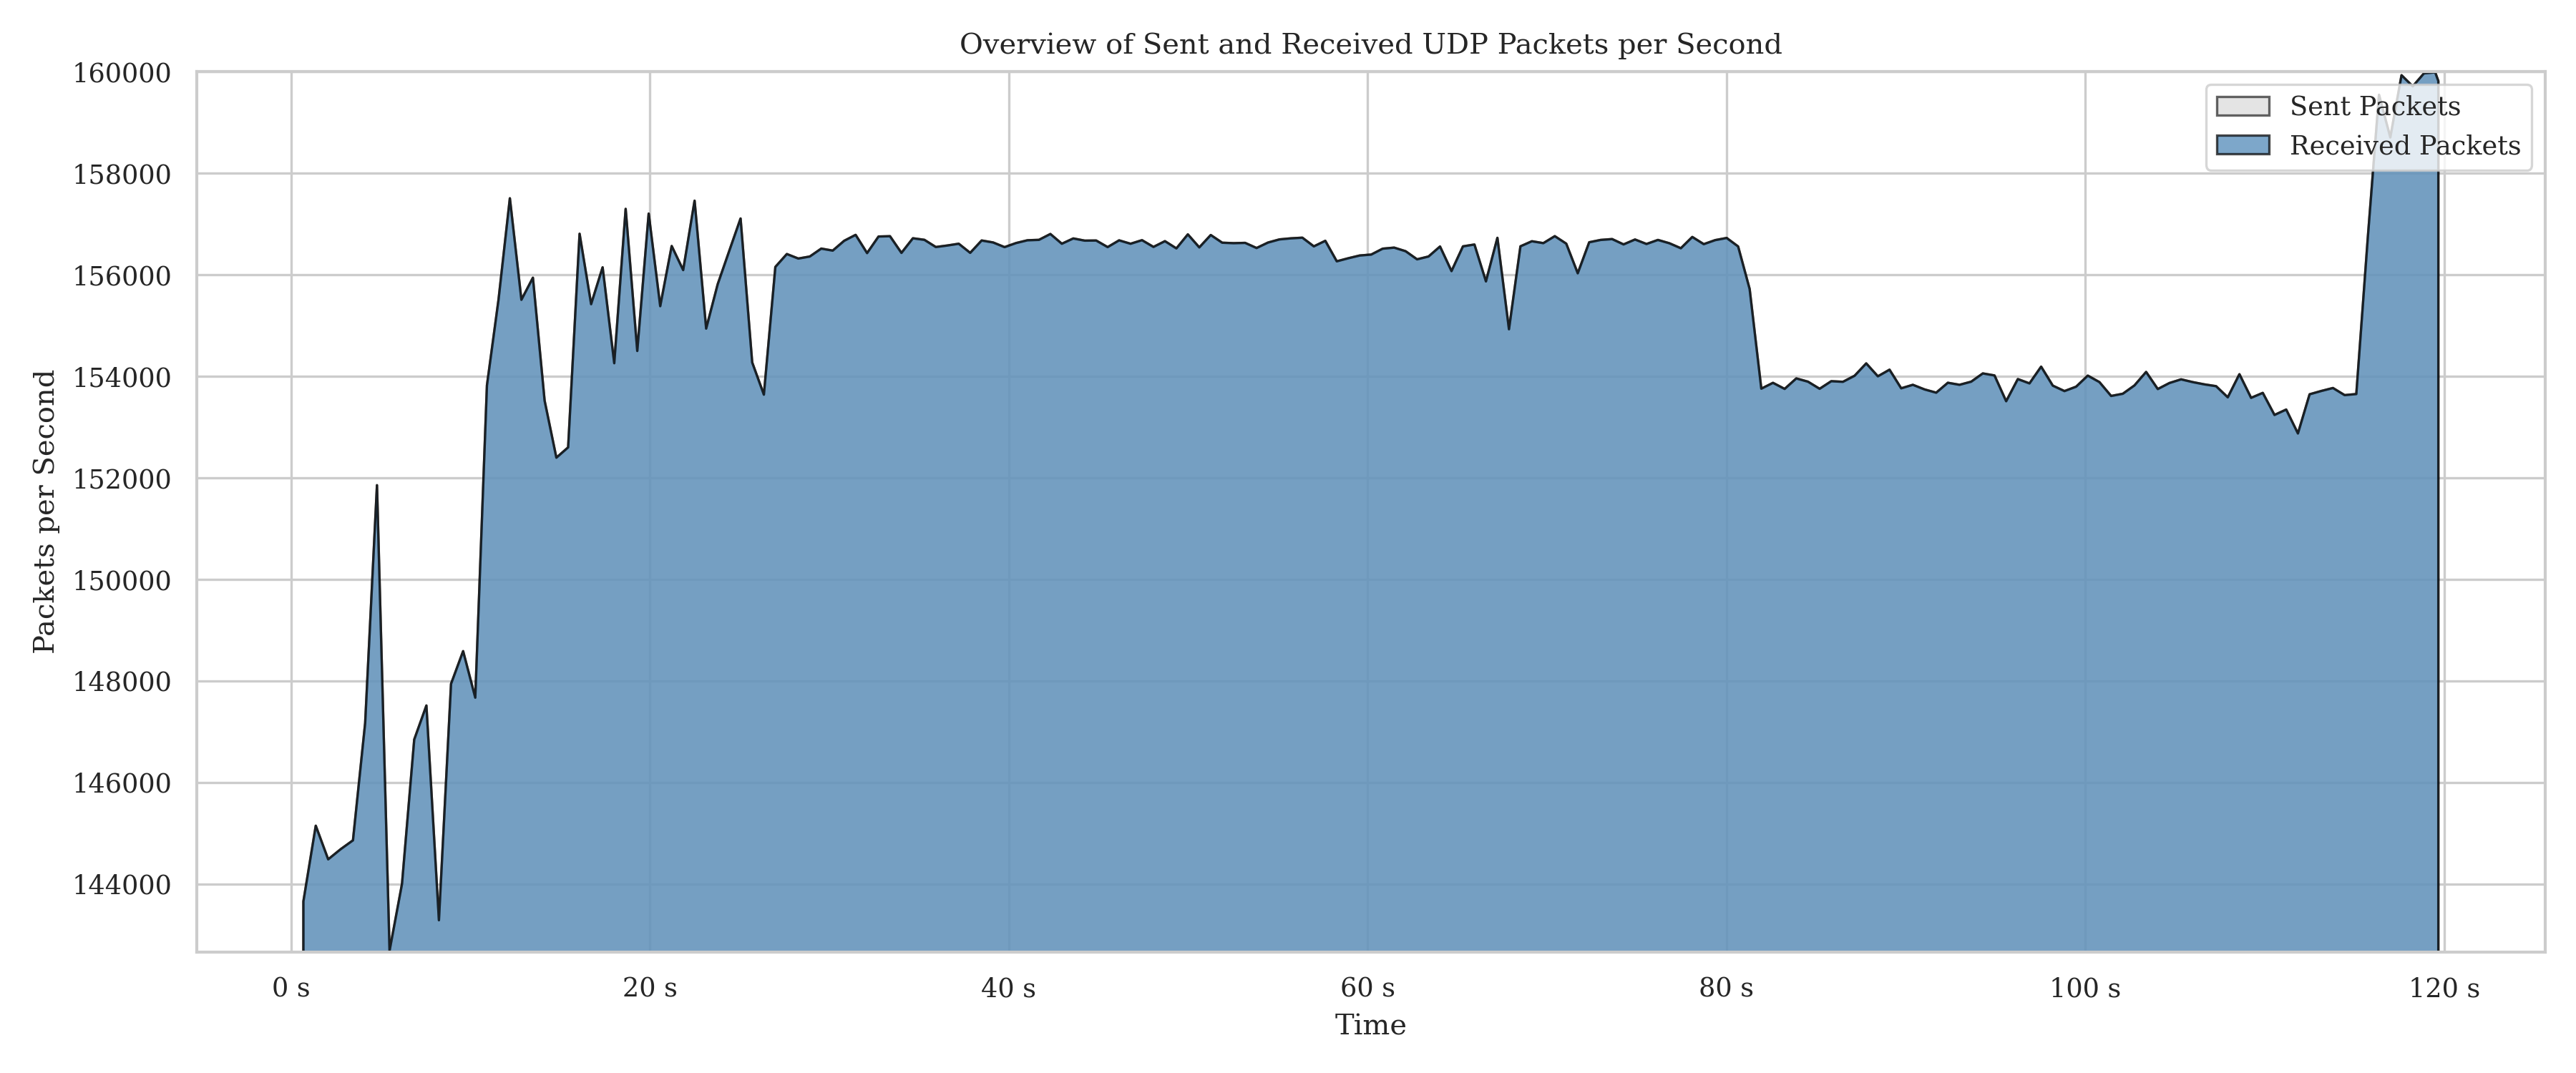 Overview of Sent and Received UDP Packets per Second
160000
158000
156000
154000
152000
150000
148000
146000
144000
Packets per Second
Sent Packets
Received Packets
0 s
20 s
40 s
60 s
80 s
100 s
120 s
Time